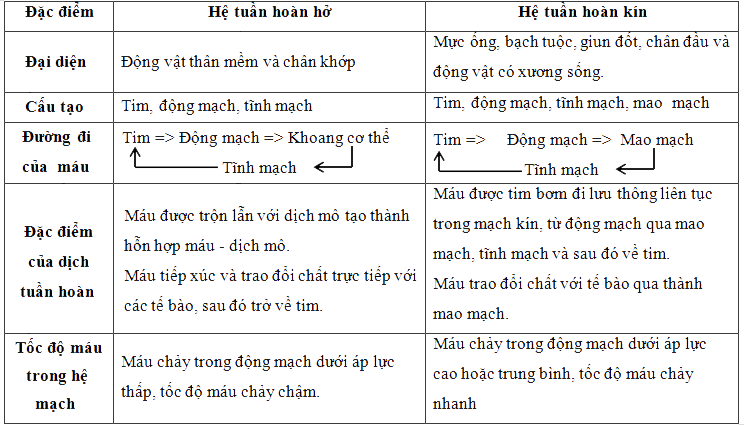 Đặc điểm
Hệ tuần hoàn hở
Hệ tuần hoàn kín
Đại diện
Động vật thân mềm và chân khớp
Mực ống, bạch tuộc, giun đốt, chân đầu và
động vật có xương sống.
Cấu tạo
Tim, động mạch, tĩnh mạch
Tim, động mạch, tĩnh mạch, mao mạch
Đường đi
của máu
Tim => Động mạch => Khoang cơ thể
Tĩnh mạch
Tim => Động mạch => Mao mạch
Tĩnh mạch
Đặc điểm
của dịch
tuần hoàn
Máu được trộn lẫn với dịch mô tạo thành
hỗn hợp máu - dịch mô.
Máu tiếp xúc và trao đổi chất trực tiếp với
các tế bào, sau đó trở về tim.
Máu được tim bơm đi lưu thông liên tục
trong mạch kín, từ động mạch qua mao
mạch, tĩnh mạch và sau đó về tim.
Máu trao đổi chất với tế bào qua thành
mao mạch.
Tốc độ máu
trong hệ
mạch
Máu chảy trong động mạch dưới áp lực
thấp, tốc độ máu chảy chậm.
Máu chảy trong động mạch dưới áp lực
cao hoặc trung bình, tốc độ máu chảy
nhanh